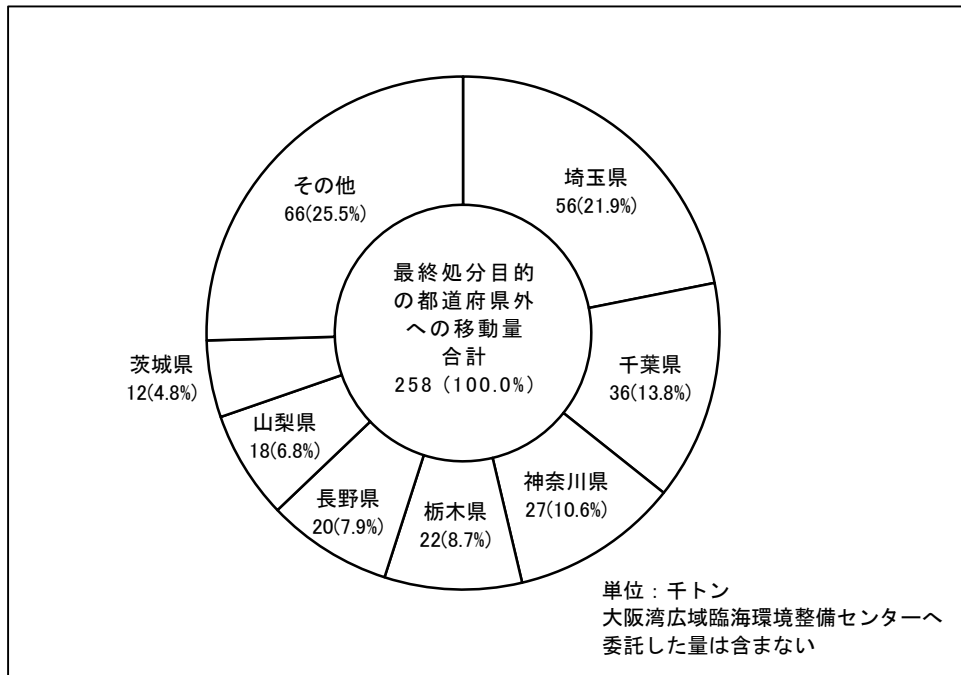 最終処分目的
の都道府県外
への移動量
合計
258 (100.0%)
埼玉県
56(21.9%)
千葉県
36(13.8%)
神奈川県
27(10.6%)
栃木県
22(8.7%)
長野県
20(7.9%)
山梨県
18(6.8%)
茨城県
12(4.8%)
その他
66(25.5%)
単位：千トン
大阪湾広域臨海環境整備センターへ
委託した量は含まない